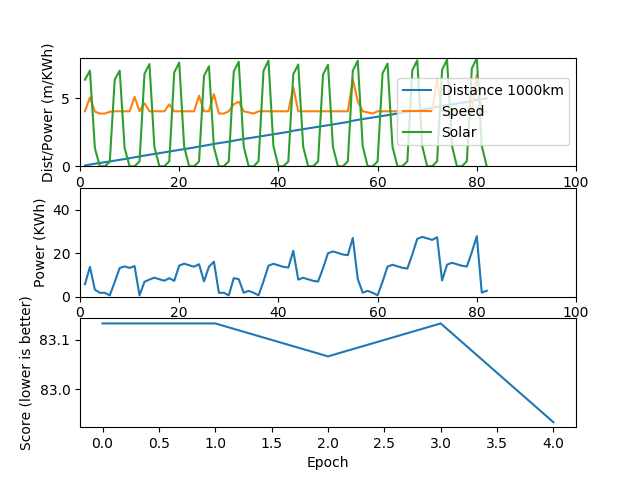 Dist/Power (m/KWh)
5
0
Distance 1000km
Speed
Solar
0 20 40 60 80 100
Power (KWh)
40
20
0
0 20 40 60 80 100
Score (lower is better)
83.1
83.0
0.0 0.5 1.0 1.5 2.0 2.5 3.0 3.5 4.0
Epoch